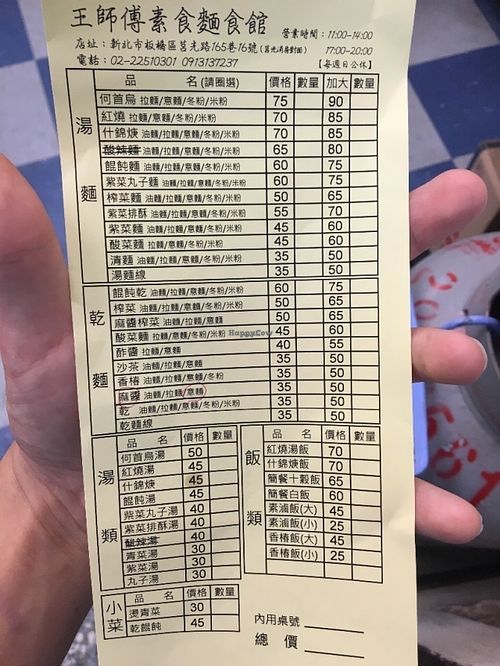 王師傅素食麵食館
營業時間：11:00-14:00
店址：新北市板橋區莒光路165巷16號(莒光消房對面) 17:00-20:00
電話：02-22510301 0913137237 【每週日公休】
湯麵
品名(請圈選) 價格 數量 加大 數量
何首烏 拉麵/意麵/冬粉/米粉 75 90
紅燒 油麵/拉麵/意麵/冬粉/米粉 70 85
什錦焿 油麵/拉麵/意麵/冬粉/米粉 70 85
酸辣麵 油麵/拉麵/意麵/冬粉/米粉 65 80
餛飩麵 油麵/拉麵/意麵/冬粉/米粉 60 75
紫菜丸子麵 油麵/拉麵/意麵/冬粉/米粉 60 75
榨菜麵 油麵/拉麵/意麵/冬粉/米粉 50 65
紫菜排酥 油麵/拉麵/意麵/冬粉/米粉 55 70
紫菜麵 油麵/拉麵/意麵/冬粉/米粉 45 60
酸菜麵 油麵/拉麵/意麵/冬粉/米粉 45 60
清麵 油麵/拉麵/意麵/冬粉/米粉 35 50
湯麵線 35 50
乾麵
餛飩乾 油麵/拉麵/意麵/冬粉/米粉 60 75
榨菜 油麵/拉麵/意麵/冬粉/米粉 50 65
麻醬榨菜 油麵/拉麵/意麵 50 65
酸菜麵 拉麵/意麵/冬粉/米粉 45 60
酢醬 拉麵/意麵 40 55
沙茶 油麵/拉麵/意麵 35 50
香椿 油麵/拉麵/意麵/冬粉 35 50
麻醬 油麵/拉麵/意麵 35 50
乾 油麵/拉麵/意麵/冬粉/米粉 35 50
乾麵線 35 50
HappyCow
湯類
品名 價格 數量
何首烏湯 50
紅燒湯 45
什錦焿 45
餛飩湯 45
紫菜丸子湯 40
紫菜排酥湯 40
酸辣湯 40
青菜湯 30
紫菜湯 30
丸子湯 30
飯類
品名 價格 數量
紅燒湯飯 70
什錦焿飯 70
簡餐十穀飯 65
簡餐白飯 60
素滷飯(大) 45
素滷飯(小) 25
香椿飯(大) 45
香椿飯(小) 25
小菜
品名 價格 數量
燙青菜 30
乾餛飩 45
內用桌號
總價